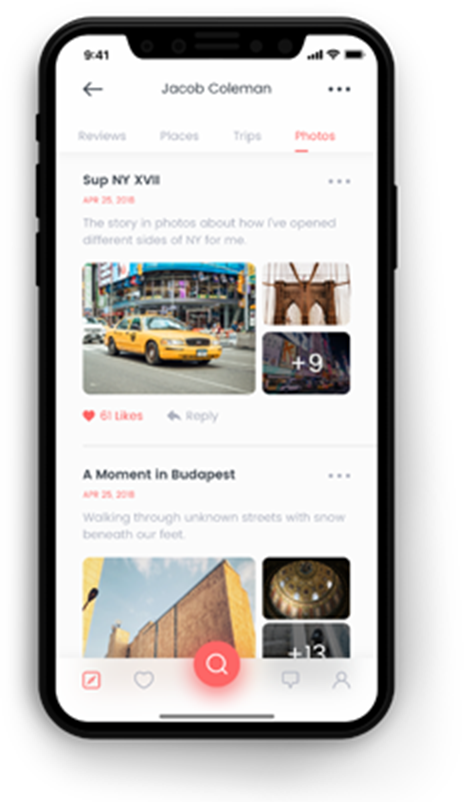 9:41
Jacob Coleman
Reviews Places Trips Photos
Sup NY XVII
APR 25, 2018
The story in photos about how I've opened
different sides of NY for me.
+9
61 Likes Reply
A Moment in Budapest
APR 25, 2018
Walking through unknown streets with snow
beneath our feet.
+13